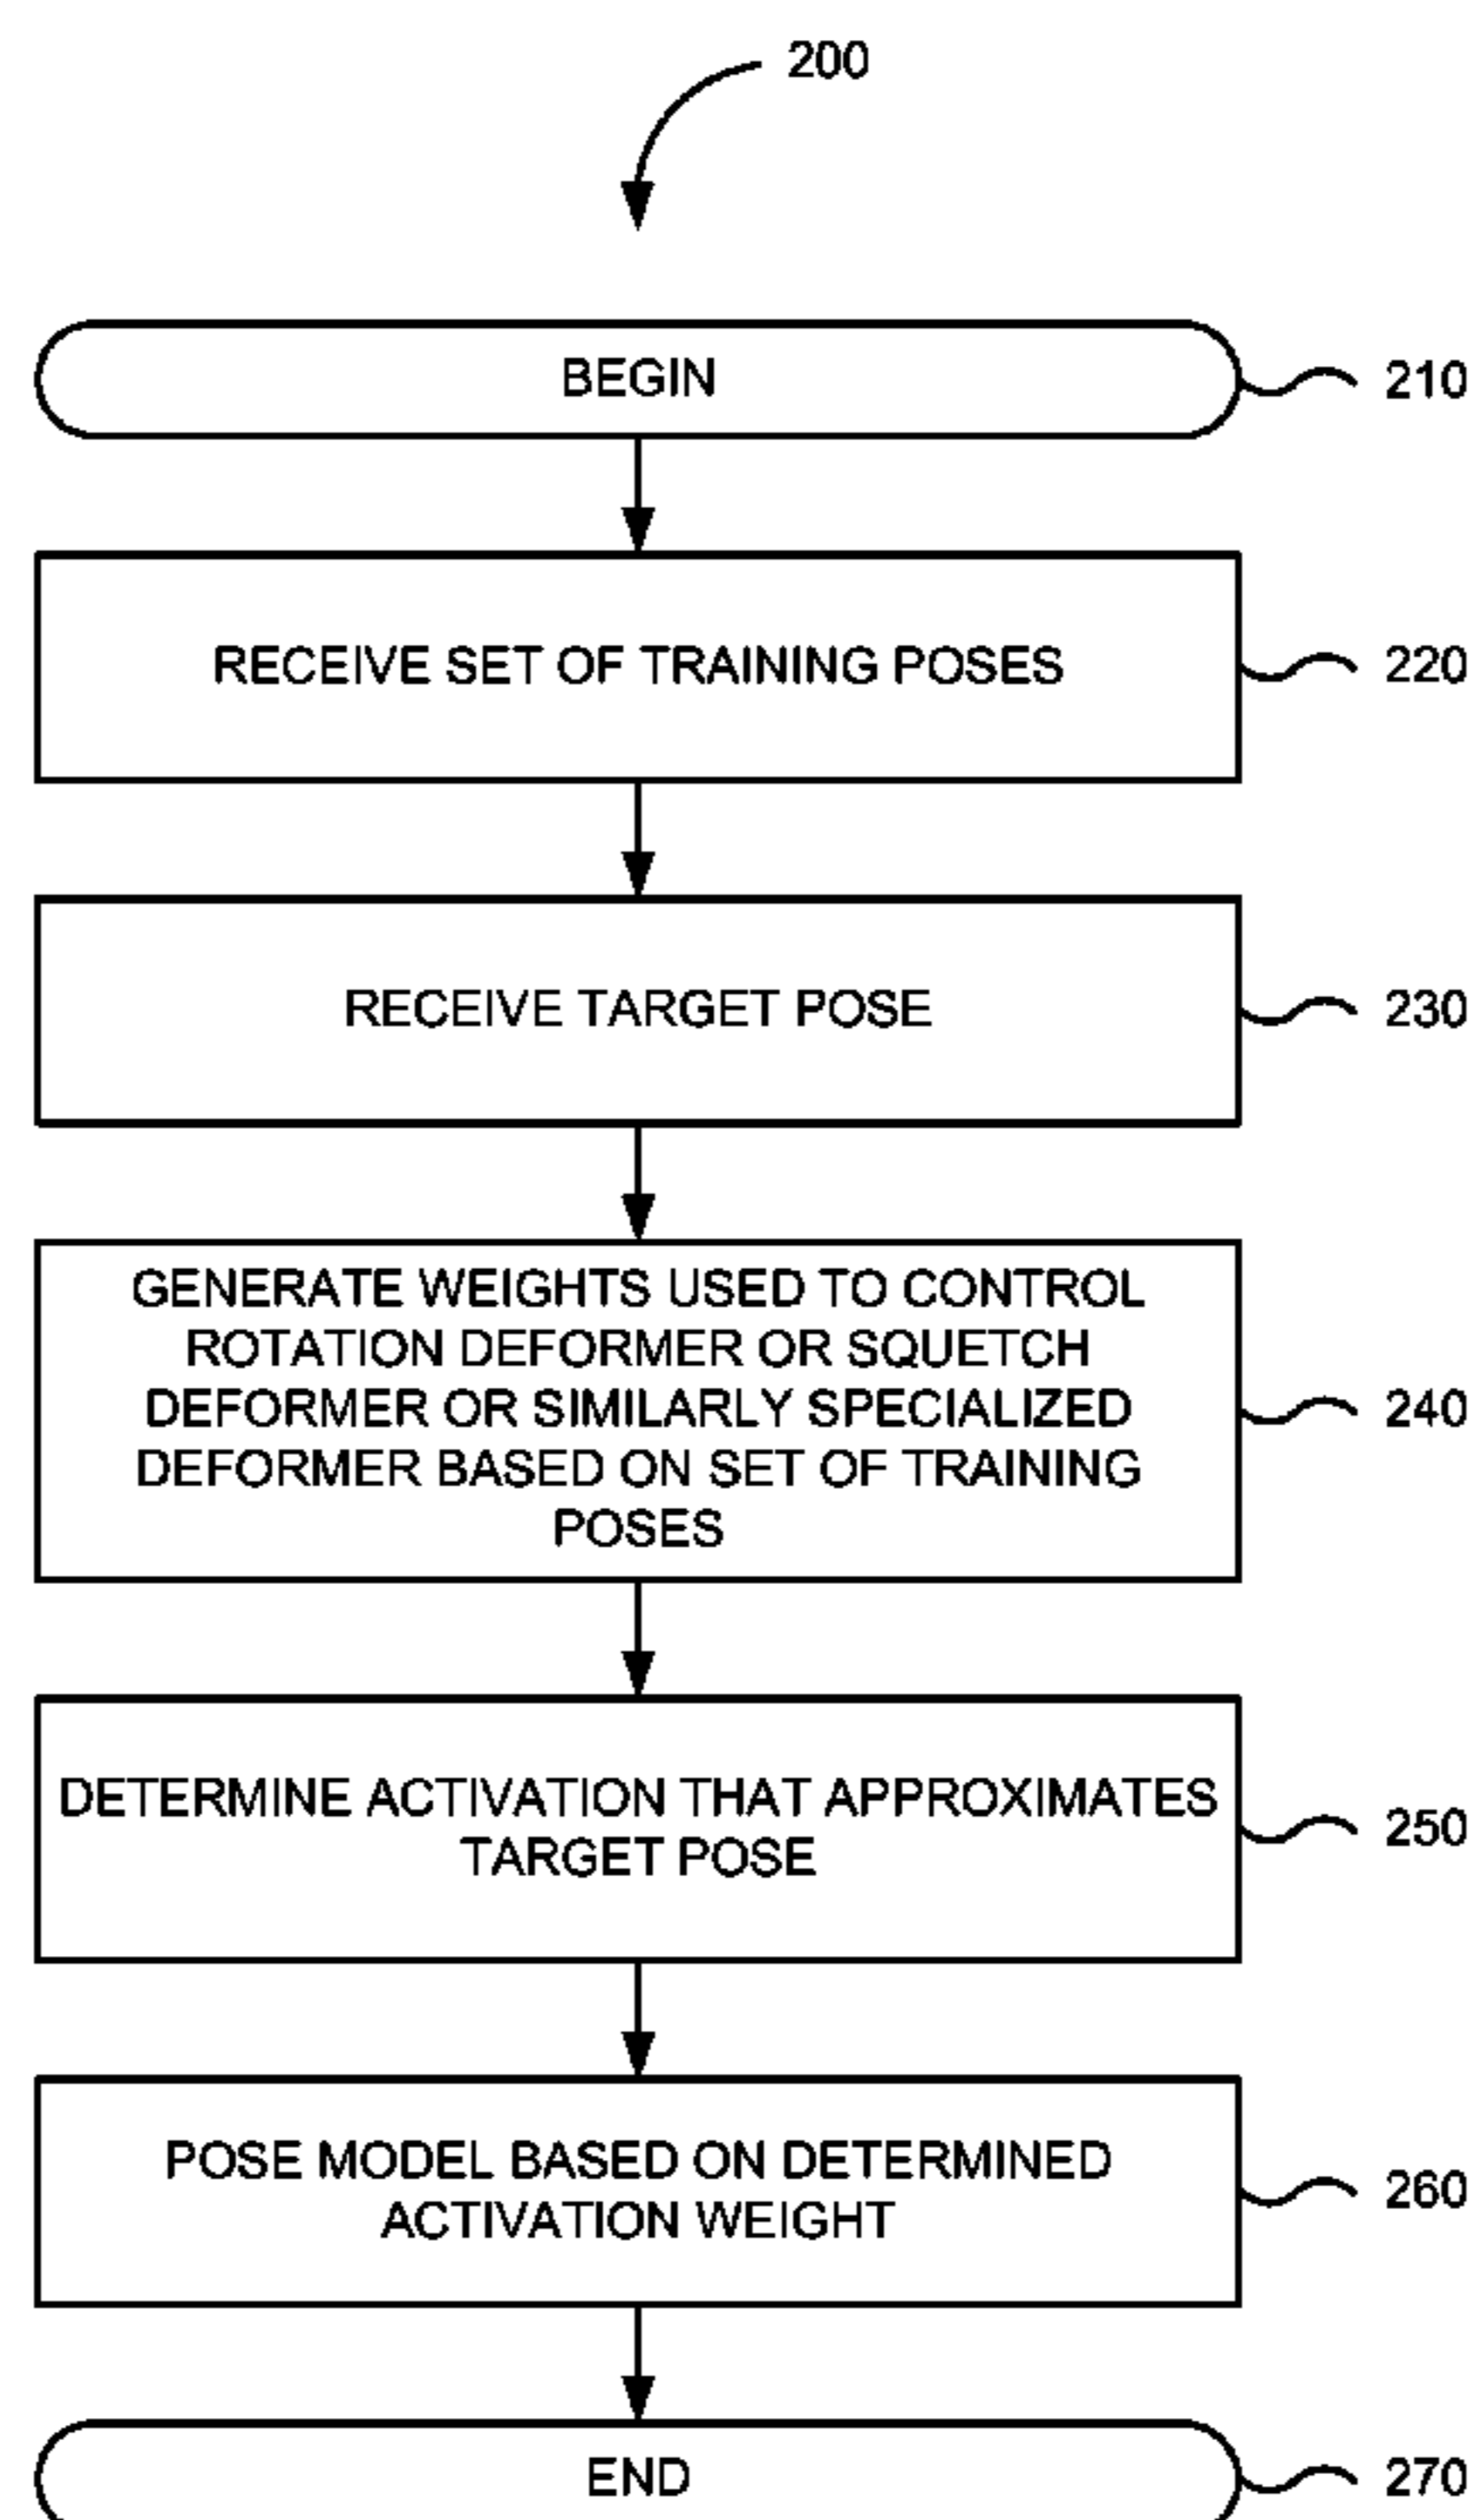 200
BEGIN
210
RECEIVE SET OF TRAINING POSES
220
RECEIVE TARGET POSE
230
GENERATE WEIGHTS USED TO CONTROL
ROTATION DEFORMER OR SQUETCH
DEFORMER OR SIMILARLY SPECIALIZED
DEFORMER BASED ON SET OF TRAINING
POSES
240
DETERMINE ACTIVATION THAT APPROXIMATES
TARGET POSE
250
POSE MODEL BASED ON DETERMINED
ACTIVATION WEIGHT
260
END
270